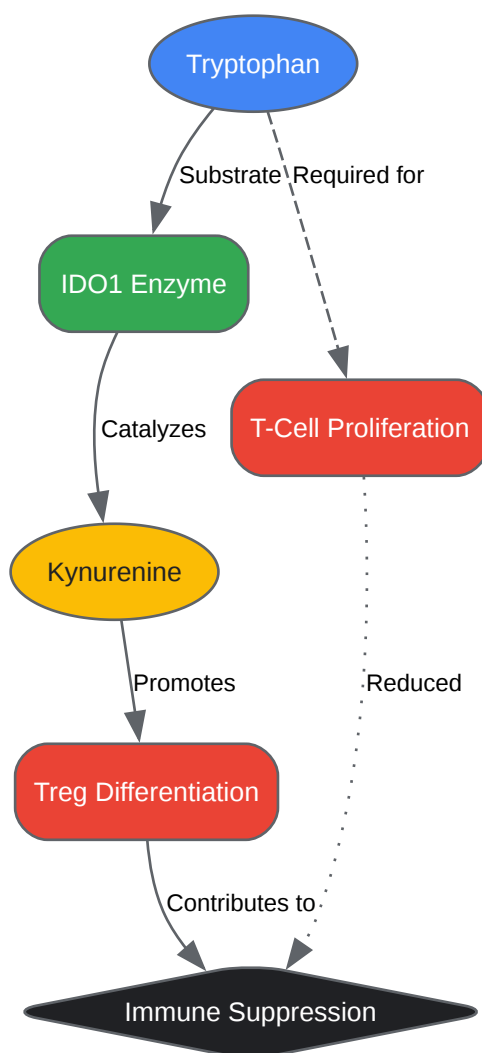 Tryptophan
Substrate
Required for
IDO1 Enzyme
T-Cell Proliferation
Catalyzes
Kynurenine
Promotes
Reduced
Treg Differentiation
Contributes to
Immune Suppression